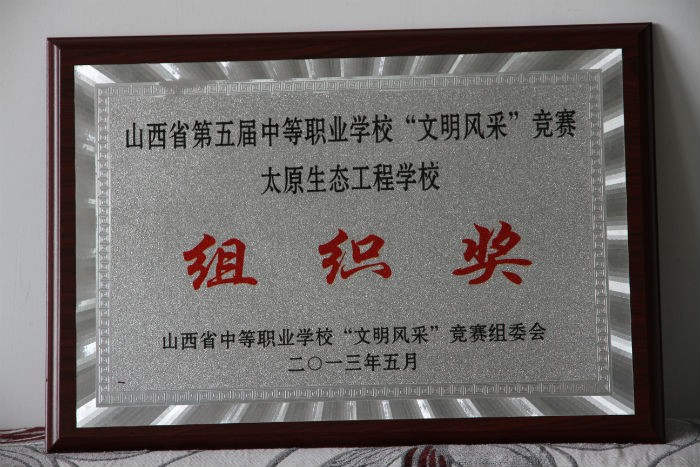 山西省第五届中等职业学校“文明风采”竞赛
太原生态工程学校
组织奖
山西省中等职业学校“文明风采”竞赛组委会
二〇一三年五月